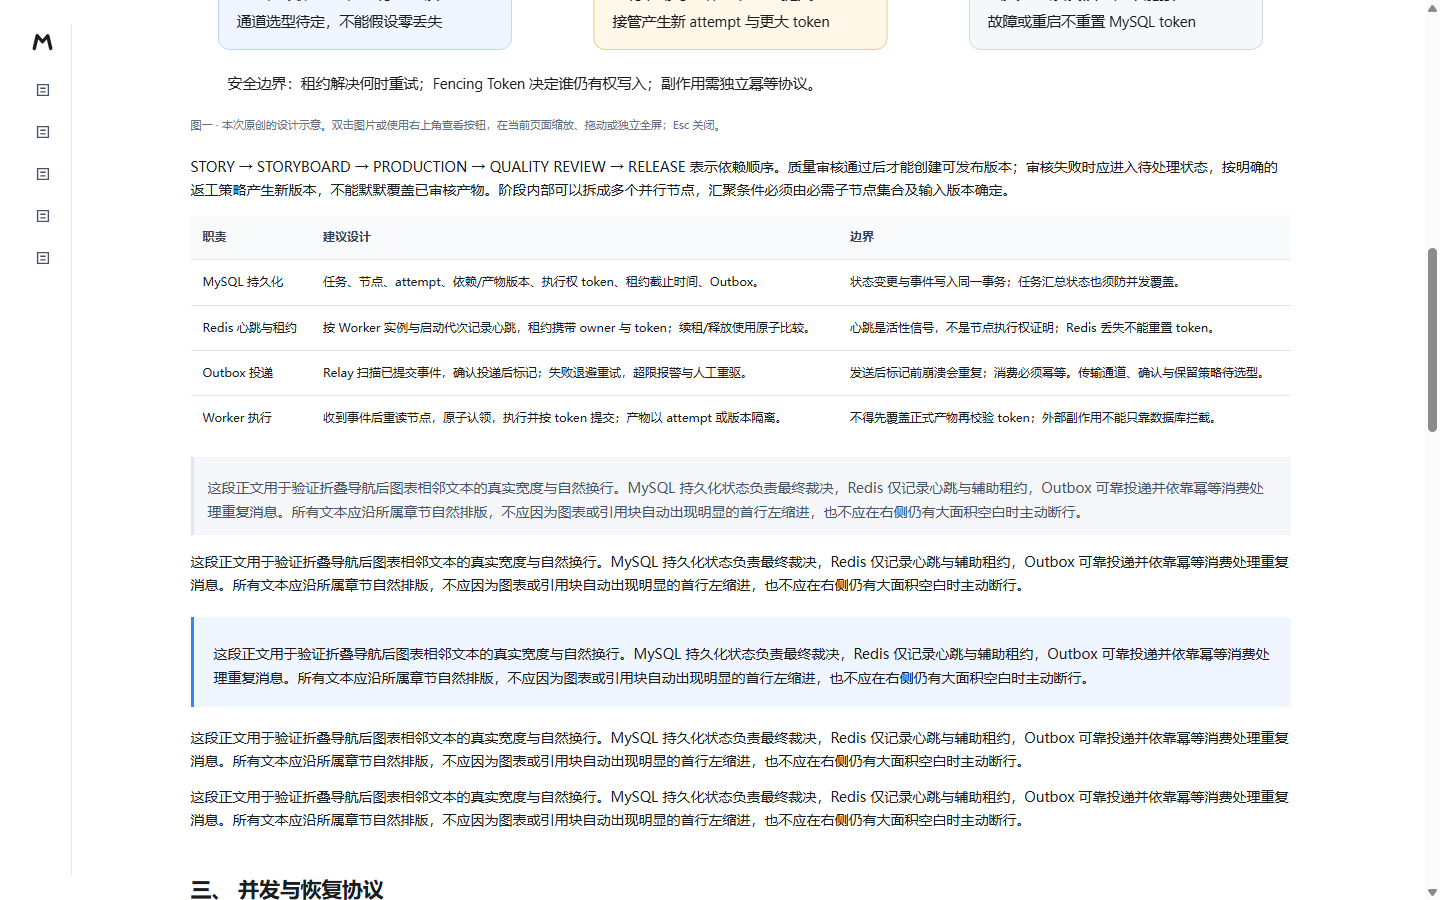 通道选型待定，不能假设零丢失
接管产生新 attempt 与更大 token
故障或重启不重置 MySQL token
安全边界：租约解决何时重试；Fencing Token 决定谁仍有权写入；副作用需独立幂等协议。
图一 · 本次原创的设计示意。双击图片或使用右上角查看按钮，在当前页面缩放、拖动或独立全屏；Esc 关闭。
STORY → STORYBOARD → PRODUCTION → QUALITY REVIEW → RELEASE 表示依赖顺序。质量审核通过后才能创建可发布版本；审核失败时应进入待处理状态，按明确的
返工策略产生新版本，不能默默覆盖已审核产物。阶段内部可以拆成多个并行节点，汇聚条件必须由必需子节点集合及输入版本确定。
职责 建议设计 边界
MySQL 持久化 任务、节点、attempt、依赖/产物版本、执行权 token、租约截止时间、Outbox。 状态变更与事件写入同一事务；任务汇总状态也须防并发覆盖。
Redis 心跳与租约 按 Worker 实例与启动代次记录心跳，租约携带 owner 与 token；续租/释放使用原子比较。 心跳是活性信号，不是节点执行权证明；Redis 丢失不能重置 token。
Outbox 投递 Relay 扫描已提交事件，确认投递后标记；失败退避重试，超限报警与人工重驱。 发送后标记前崩溃会重复；消费必须幂等。传输通道、确认与保留策略待选型。
Worker 执行 收到事件后重读节点，原子认领，执行并按 token 提交；产物以 attempt 或版本隔离。 不得先覆盖正式产物再校验 token；外部副作用不能只靠数据库拦截。
这段正文用于验证折叠导航后图表相邻文本的真实宽度与自然换行。MySQL 持久化状态负责最终裁决，Redis 仅记录心跳与辅助租约，Outbox 可靠投递并依靠幂等消费处
理重复消息。所有文本应沿所属章节自然排版，不应因为图表或引用块自动出现明显的首行左缩进，也不应在右侧仍有大面积空白时主动断行。
这段正文用于验证折叠导航后图表相邻文本的真实宽度与自然换行。MySQL 持久化状态负责最终裁决，Redis 仅记录心跳与辅助租约，Outbox 可靠投递并依靠幂等消费处理重复
消息。所有文本应沿所属章节自然排版，不应因为图表或引用块自动出现明显的首行左缩进，也不应在右侧仍有大面积空白时主动断行。
这段正文用于验证折叠导航后图表相邻文本的真实宽度与自然换行。MySQL 持久化状态负责最终裁决，Redis 仅记录心跳与辅助租约，Outbox 可靠投递并依靠幂等消费处
理重复消息。所有文本应沿所属章节自然排版，不应因为图表或引用块自动出现明显的首行左缩进，也不应在右侧仍有大面积空白时主动断行。
这段正文用于验证折叠导航后图表相邻文本的真实宽度与自然换行。MySQL 持久化状态负责最终裁决，Redis 仅记录心跳与辅助租约，Outbox 可靠投递并依靠幂等消费处理重复
消息。所有文本应沿所属章节自然排版，不应因为图表或引用块自动出现明显的首行左缩进，也不应在右侧仍有大面积空白时主动断行。
这段正文用于验证折叠导航后图表相邻文本的真实宽度与自然换行。MySQL 持久化状态负责最终裁决，Redis 仅记录心跳与辅助租约，Outbox 可靠投递并依靠幂等消费处理重复
消息。所有文本应沿所属章节自然排版，不应因为图表或引用块自动出现明显的首行左缩进，也不应在右侧仍有大面积空白时主动断行。
三、 并发与恢复协议